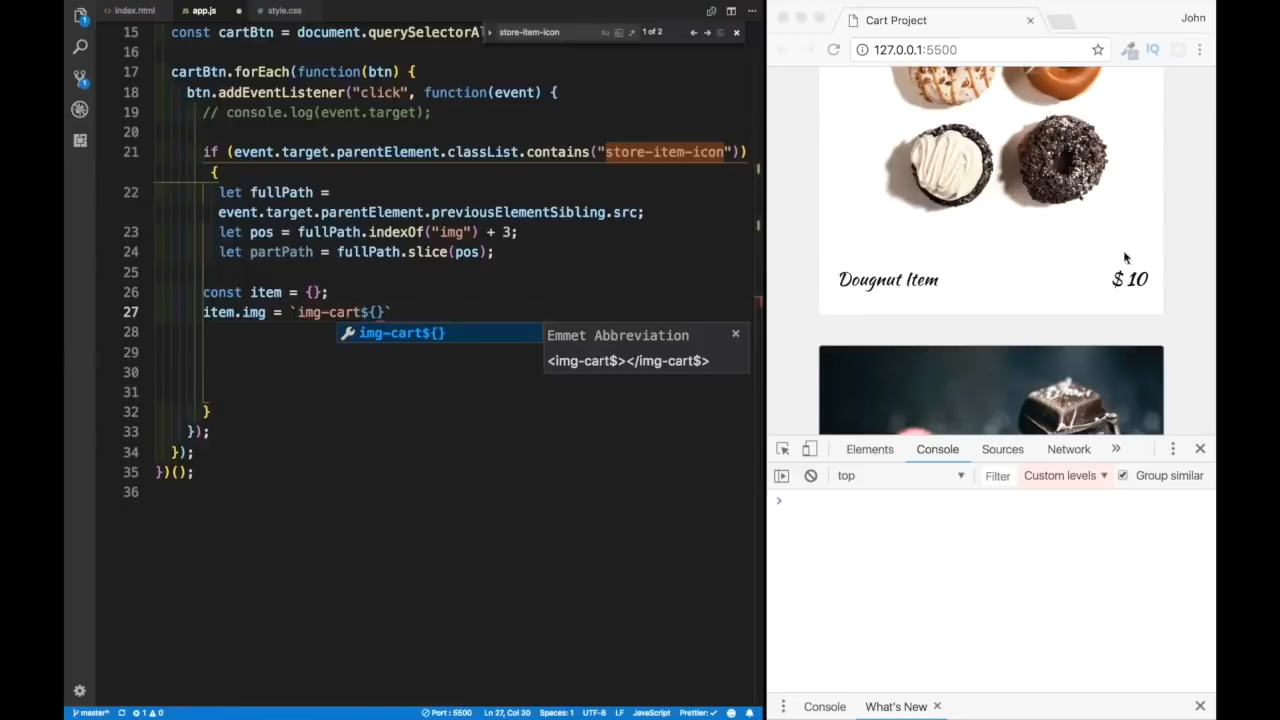 index.html
app.js
style.css
store-item-icon
1 of 2
15 const cartBtn = document.querySelectorAl
16
17 cartBtn.forEach(function(btn) {
18 btn.addEventListener("click", function(event) {
19 // console.log(event.target);
20
21 if (event.target.parentElement.classList.contains("store-item-icon"))
{
22 let fullPath =
event.target.parentElement.previousElementSibling.src;
23 let pos = fullPath.indexOf("img") + 3;
24 let partPath = fullPath.slice(pos);
25
26 const item = {};
27 item.img = `img-cart${}`
img-cart${}
Emmet Abbreviation
<img-cart$></img-cart$>
28
29
30
31
32 }
33 });
34 });
35 })();
36
master*
1
0
Port : 5500
Ln 27, Col 30
Spaces: 1
UTF-8
LF
JavaScript
Prettier: ✓
Cart Project
John
127.0.0.1:5500
IQ
Dougnut Item
$ 10
Elements
Console
Sources
Network
top
Filter
Custom levels
Group similar
Console
What's New